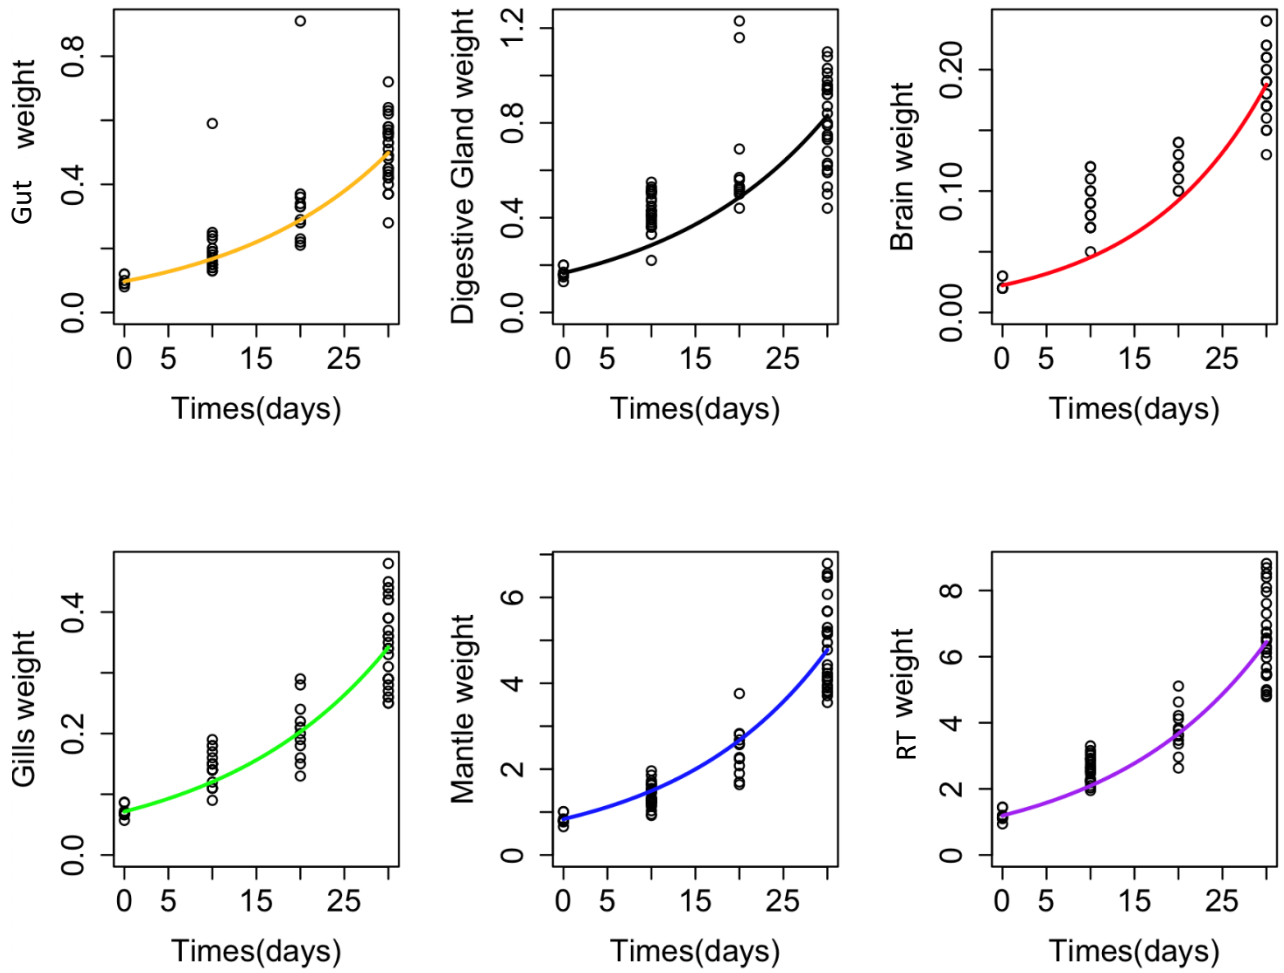 Gut weight
0.0 0.4 0.8
0 5 15 25
Times(days)
Digestive Gland weight
0.0 0.4 0.8 1.2
0 5 15 25
Times(days)
Brain weight
0.00 0.10 0.20
0 5 15 25
Times(days)
Gills weight
0.0 0.2 0.4
0 5 15 25
Times(days)
Mantle weight
0 2 4 6
0 5 15 25
Times(days)
RT weight
0 2 4 6 8
0 5 15 25
Times(days)